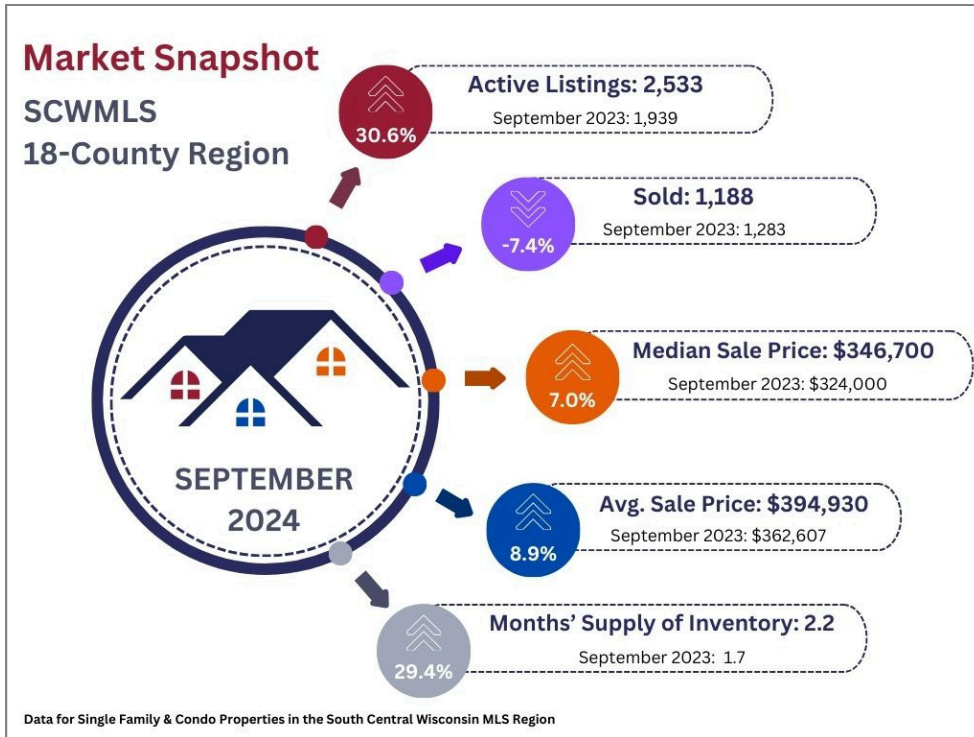 Market Snapshot
SCWMLS
18-County Region
30.6%
Active Listings: 2,533
September 2023: 1,939
-7.4%
Sold: 1,188
September 2023: 1,283
7.0%
Median Sale Price: $346,700
September 2023: $324,000
SEPTEMBER
2024
8.9%
Avg. Sale Price: $394,930
September 2023: $362,607
29.4%
Months' Supply of Inventory: 2.2
September 2023: 1.7
Data for Single Family & Condo Properties in the South Central Wisconsin MLS Region